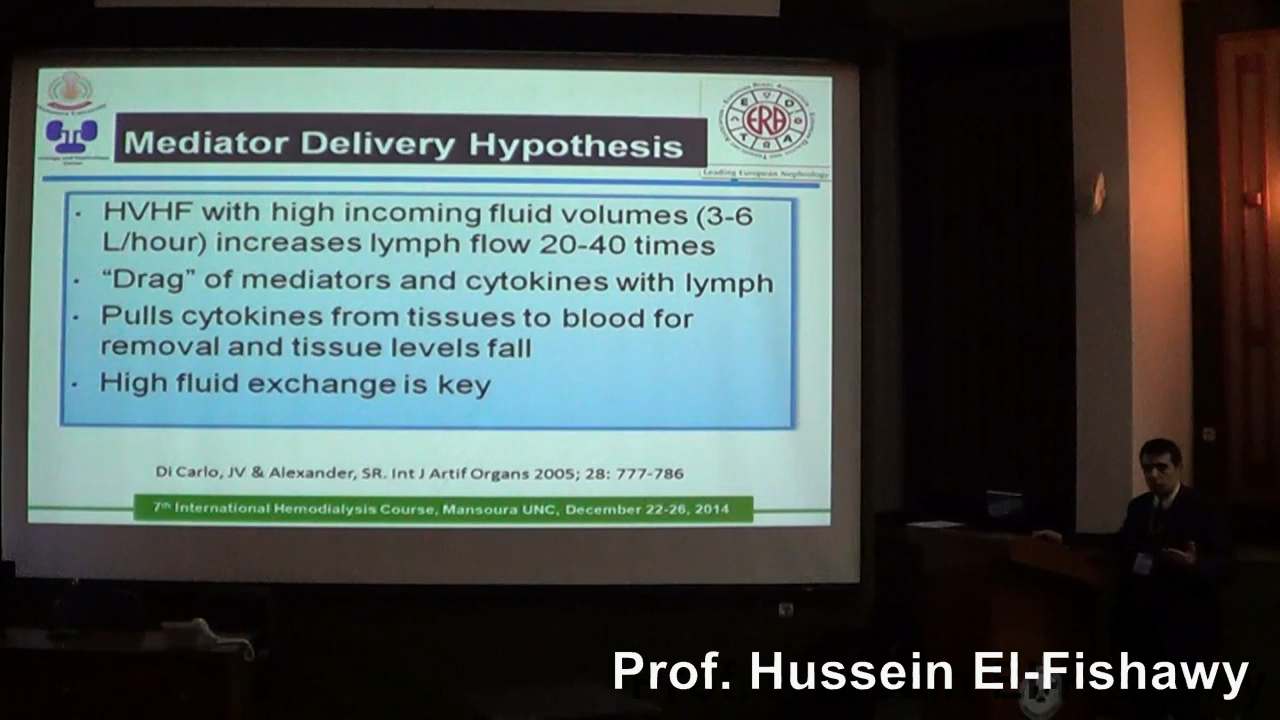 Mediator Delivery Hypothesis
ERA
Leading European Nephrology
• HVHF with high incoming fluid volumes (3-6
L/hour) increases lymph flow 20-40 times
• “Drag” of mediators and cytokines with lymph
• Pulls cytokines from tissues to blood for
removal and tissue levels fall
• High fluid exchange is key
Di Carlo, JV & Alexander, SR. Int J Artif Organs 2005; 28: 777-786
7th International Hemodialysis Course, Mansoura UNC, December 22-26, 2014
Prof. Hussein El-Fishawy